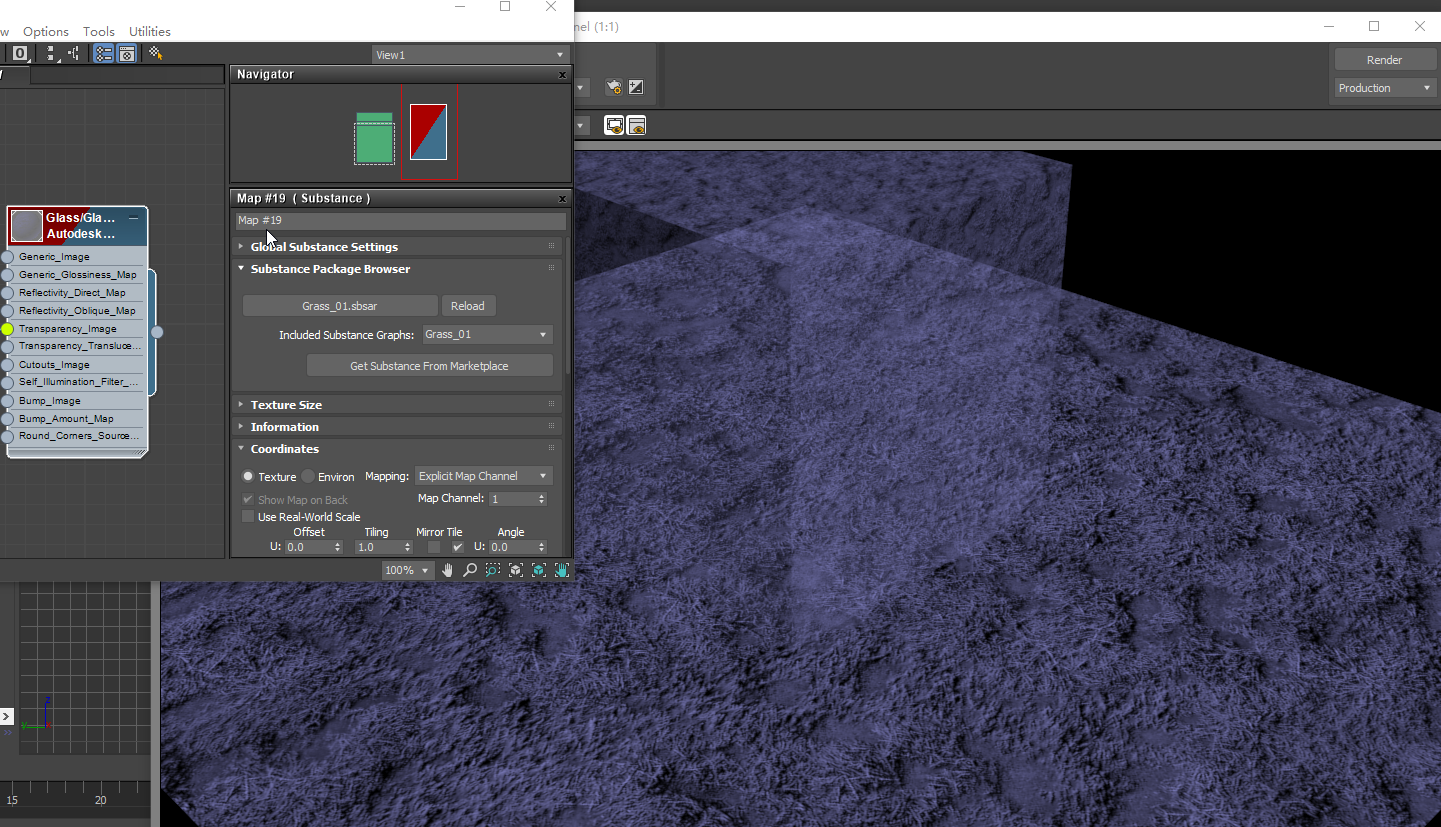 nel (1:1)
w Options Tools Utilities
0
View1
Render
Production
Navigator
Map #19 ( Substance )
Map #19
Global Substance Settings
Substance Package Browser
Grass_01.sbsar
Reload
Included Substance Graphs:
Grass_01
Get Substance From Marketplace
Texture Size
Information
Coordinates
Texture
Environ
Mapping:
Explicit Map Channel
Show Map on Back
Map Channel:
1
Use Real-World Scale
Offset
Tiling
Mirror Tile
Angle
U:
0.0
1.0
U:
0.0
100%
Glass/Gla...
Autodesk...
Generic_Image
Generic_Glossiness_Map
Reflectivity_Direct_Map
Reflectivity_Oblique_Map
Transparency_Image
Transparency_Transluce...
Cutouts_Image
Self_Illumination_Filter_...
Bump_Image
Bump_Amount_Map
Round_Corners_Source...
z
y
15
20